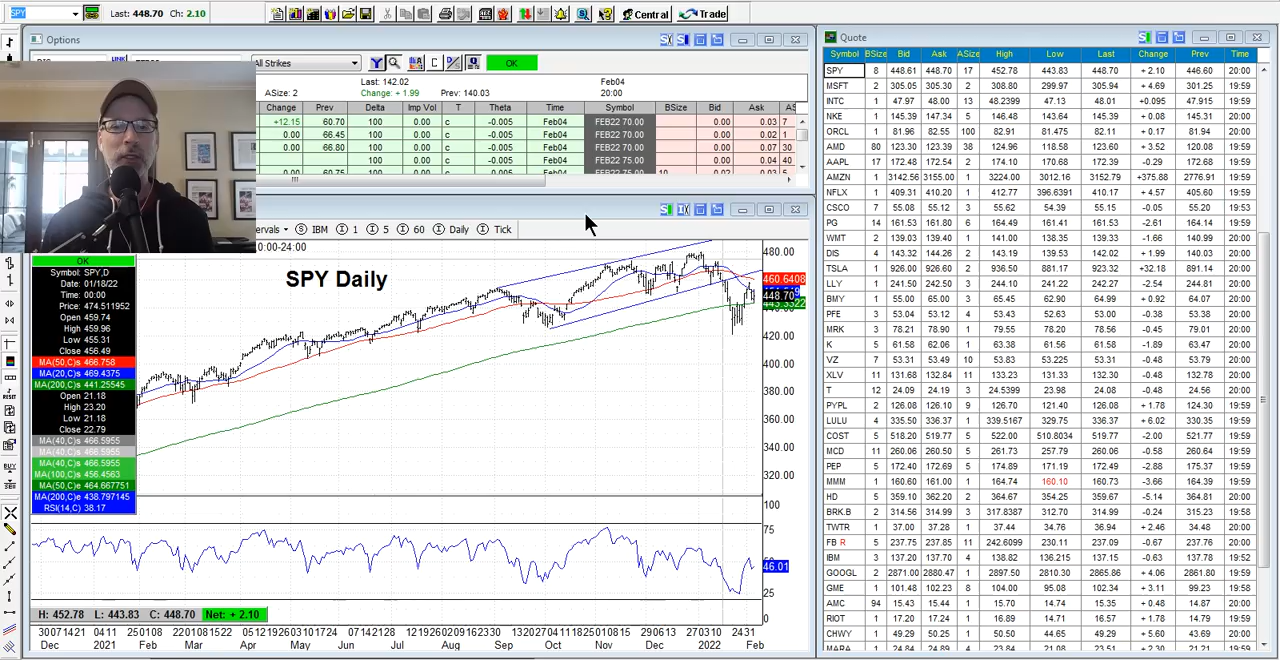 SPY Last: 448.70 Ch: 2.10 Central Trade
Options
All Strikes C OK
Last: 142.02 Feb04
ASize: 2 Change: + 1.99 Prev: 140.03 20:00
Change Prev Delta Imp Vol T Theta Time Symbol BSize Bid Ask AS
+12.15 60.70 100 0.00 c -0.005 Feb04 FEB22 70.00 0.00 0.03 7
0.00 66.45 100 0.00 c -0.005 Feb04 FEB22 70.00 0.00 0.02 1
0.00 66.80 100 0.00 c -0.005 Feb04 FEB22 70.00 0.00 0.07 30
100 0.00 c -0.005 Feb04 FEB22 75.00 0.00 0.04 40
ervals IBM 1 5 60 Daily Tick
0:00-24:00
SPY Daily
OK
Symbol: SPY,D
Date: 01/18/22
Time: 00:00
Price: 474.511952
Open 459.74
High 459.96
Low 455.31
Close 456.49
MA(50,C)s 466.758
MA(20,C)s 469.4375
MA(200,C)s 441.25545
Open 21.18
High 23.20
Low 21.18
Close 22.79
MA(40,C)s 466.5955
MA(40,C)s 466.5955
MA(40,C)s 466.5955
MA(100,C)s 456.4563
MA(50,C)e 464.667751
MA(200,C)e 438.797145
RSI(14,C) 38.17
480.00
460.6408
448.70
420.00
400.00
380.00
360.00
340.00
320.00
100
75
46.01
25
0
H: 452.78 L: 443.83 C: 448.70 Net: + 2.10
Dec 2021 Feb Mar Apr May Jun Jul Aug Sep Oct Nov Dec 2022 Feb
Quote
Symbol BSize Bid Ask ASize High Low Last Change Prev Time
SPY 8 448.61 448.70 17 452.78 443.83 448.70 + 2.10 446.60 20:00
MSFT 2 305.05 305.30 2 308.80 299.97 305.94 + 4.69 301.25 19:59
INTC 1 47.97 48.00 13 48.2399 47.13 48.01 +0.095 47.915 19:59
NKE 2 145.39 147.34 5 146.48 143.64 145.39 + 0.08 145.31 20:00
ORCL 1 81.96 82.55 100 82.91 81.475 82.11 + 0.17 81.94 20:00
AMD 80 123.30 123.39 38 124.96 118.58 123.60 + 3.52 120.08 19:59
AAPL 17 172.48 172.54 2 174.10 170.68 172.39 -0.29 172.68 19:59
AMZN 1 3142.56 3155.00 1 3224.00 3012.16 3152.79 +375.88 2776.91 19:59
NFLX 1 409.31 410.20 1 412.77 396.6391 410.17 + 4.57 405.60 19:59
CSCO 7 55.08 55.12 3 55.62 54.39 55.15 -0.05 55.20 19:53
PG 14 161.53 161.80 6 164.49 161.41 161.53 -2.61 164.14 19:59
WMT 2 139.03 139.40 1 141.00 138.35 139.33 -1.66 140.99 20:00
DIS 4 143.32 144.26 2 142.54 139.20 142.02 + 1.99 140.03 20:00
TSLA 1 926.00 926.60 2 936.50 881.17 923.32 +32.18 891.14 20:00
LLY 1 241.50 242.50 3 244.10 241.22 242.27 -2.54 244.81 19:59
BMY 1 55.00 55.00 3 65.45 62.90 64.99 + 0.92 64.07 19:59
PFE 5 53.04 53.12 4 53.43 52.63 53.00 -0.38 53.38 19:59
MRK 3 78.21 78.90 1 79.55 78.20 78.56 -0.45 79.01 19:59
K 5 61.58 62.06 1 63.38 61.56 61.58 -1.89 63.47 20:00
VZ 7 53.31 53.49 10 53.83 53.225 53.31 -0.48 53.79 20:00
XLV 11 131.68 132.84 11 133.23 131.33 132.30 -0.48 132.78 20:00
T 12 24.09 24.19 3 24.5399 23.98 24.08 -0.48 24.56 20:00
PYPL 2 126.08 126.10 9 126.70 121.40 126.08 + 1.78 124.30 19:59
LULU 4 335.50 336.37 1 339.5167 329.75 336.37 + 6.02 330.35 19:59
COST 5 518.20 519.77 5 522.00 510.8034 519.77 -2.00 521.77 19:59
MCD 11 260.06 260.50 5 261.73 257.79 260.06 -0.58 260.64 19:59
PEP 5 172.40 172.69 5 174.89 171.19 172.49 -2.88 175.37 19:59
MMM 1 160.60 161.00 1 164.74 160.10 160.73 -3.66 164.39 19:59
HD 5 359.10 362.20 2 364.67 354.25 359.67 -5.14 364.81 20:00
BRK.B 2 314.56 314.99 3 317.8387 312.70 314.99 -0.24 315.23 19:58
TWTR 1 37.00 37.28 1 37.44 34.76 36.94 + 2.46 34.48 20:00
FB R 5 237.75 237.85 11 242.6099 230.11 237.09 -0.67 237.76 20:00
IBM 3 137.20 137.70 4 138.82 136.215 137.15 -0.63 137.78 19:52
GOOGL 2 2871.00 2880.47 1 2897.50 2810.30 2865.86 + 4.06 2861.80 19:59
GME 1 101.48 102.23 8 104.00 95.08 102.34 + 3.11 99.23 19:58
AMC 94 15.43 15.44 1 15.70 14.74 15.35 + 0.48 14.87 20:00
RIOT 1 17.20 17.24 1 16.89 14.71 16.57 + 1.78 14.79 19:59
CHWY 5 49.29 50.25 1 50.50 44.65 49.29 + 5.60 43.69 20:00